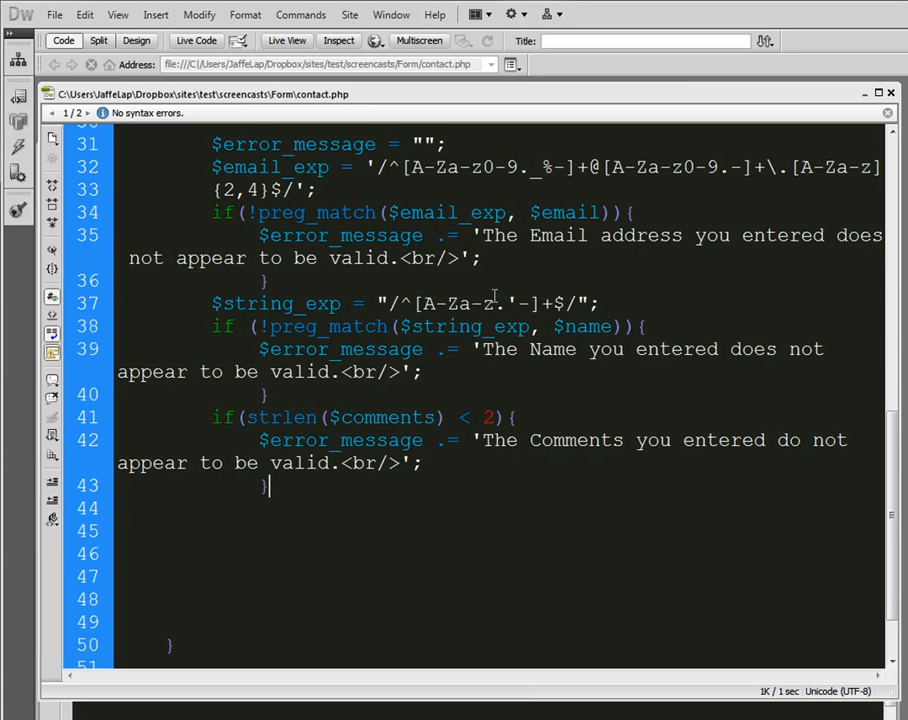 Dw File Edit View Insert Modify Format Commands Site Window Help
Code Split Design Live Code Live View Inspect Multiscreen Title:
Address: file:///C|/Users/JaffeLap/Dropbox/sites/test/screencasts/Form/contact.php
C:\Users\JaffeLap\Dropbox\sites\test\screencasts\Form\contact.php
1 / 2 No syntax errors.
31 $error_message = "";
32 $email_exp = '/^[A-Za-z0-9._%-]+@[A-Za-z0-9.-]+\.[A-Za-z]
33 {2,4}$/';
34 if(!preg_match($email_exp, $email)){
35 $error_message .= 'The Email address you entered does
not appear to be valid.<br/>';
36 }
37 $string_exp = "/^[A-Za-z.'-]+$/";
38 if (!preg_match($string_exp, $name)){
39 $error_message .= 'The Name you entered does not
appear to be valid.<br/>';
40 }
41 if(strlen($comments) < 2){
42 $error_message .= 'The Comments you entered do not
appear to be valid.<br/>';
43 }
44
45
46
47
48
49
50 }
1K / 1 sec Unicode (UTF-8)